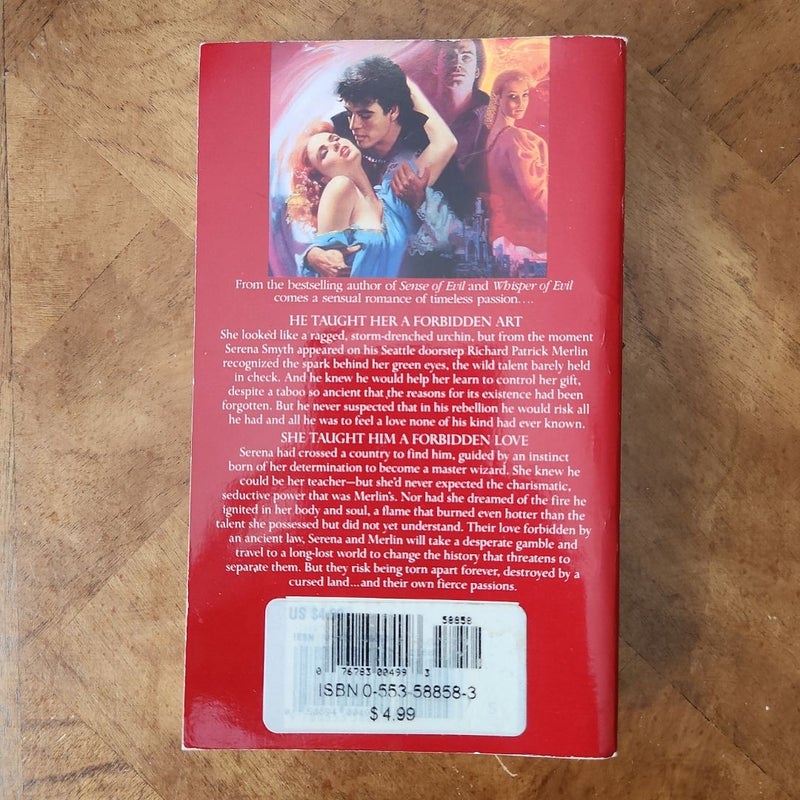 From the bestselling author of Sense of Evil and Whisper of Evil
comes a sensual romance of timeless passion....
HE TAUGHT HER A FORBIDDEN ART
She looked like a ragged, storm-drenched urchin, but from the moment
Serena Smyth appeared on his Seattle doorstep Richard Patrick Merlin
recognized the spark behind her green eyes, the wild talent barely held
in check. And he knew he would help her learn to control her gift,
despite a taboo so ancient that the reasons for its existence had been
forgotten. But he never suspected that in his rebellion he would risk all
he had and all he was to feel a love none of his kind had ever known.
SHE TAUGHT HIM A FORBIDDEN LOVE
Serena had crossed a country to find him, guided by an instinct
born of her determination to become a master wizard. She knew he
could be her teacher—but she'd never expected the charismatic,
seductive power that was Merlin's. Nor had she dreamed of the fire he
ignited in her body and soul, a flame that burned even hotter than the
talent she possessed but did not yet understand. Their love forbidden by
an ancient law, Serena and Merlin will take a desperate gamble and
travel to a long-lost world to change the history that threatens to
separate them. But they risk being torn apart forever, destroyed by a
cursed land...and their own fierce passions.
US
58858
ISBN
0 76783 00499 3
ISBN 0-553-58858-3
$4.99